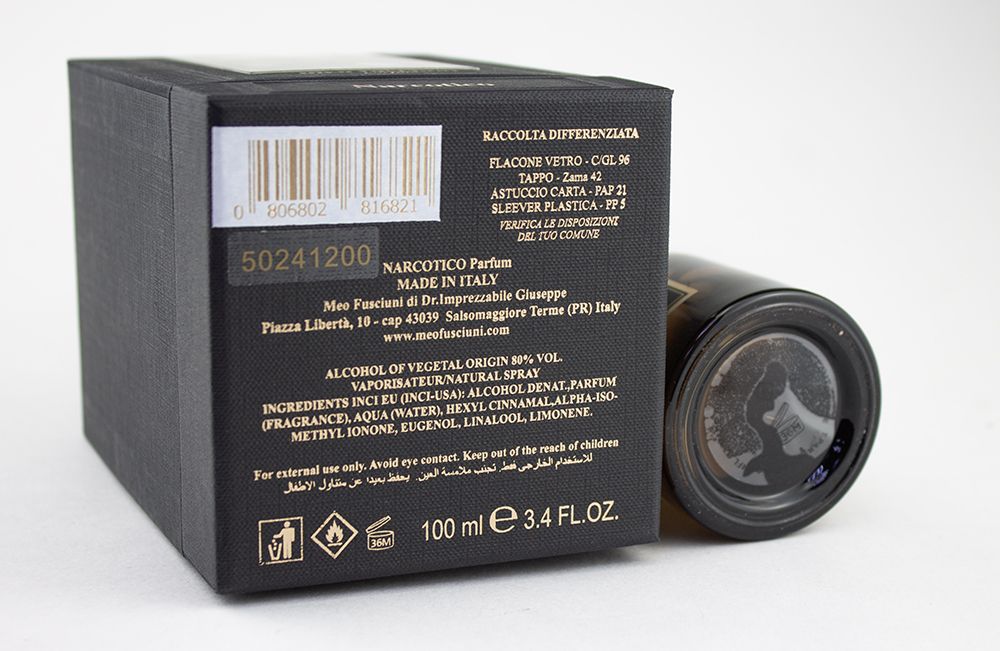 Narcotico
0 806802 816821
50241200
RACCOLTA DIFFERENZIATA
FLACONE VETRO - C/GL 96
TAPPO - Zama 42
ASTUCCIO CARTA - PAP 21
SLEEVER PLASTICA - PP 5
VERIFICA LE DISPOSIZIONI
DEL TUO COMUNE
NARCOTICO Parfum
MADE IN ITALY
Meo Fusciuni di Dr.Imprezzabile Giuseppe
Piazza Libertà, 10 - cap 43039 Salsomaggiore Terme (PR) Italy
www.meofusciuni.com
ALCOHOL OF VEGETAL ORIGIN 80% VOL.
VAPORISATEUR/NATURAL SPRAY
INGREDIENTS INCI EU (INCI-USA): ALCOHOL DENAT.,PARFUM
(FRAGRANCE), AQUA (WATER), HEXYL CINNAMAL,ALPHA-ISO-
METHYL IONONE, EUGENOL, LINALOOL, LIMONENE.
For external use only. Avoid eye contact. Keep out of the reach of children
للاستخدام الخارجى فقط. تجنب ملامسة العين. يحفظ بعيدا عن متناول الاطفال
36M
100 ml e 3.4 FL.OZ.